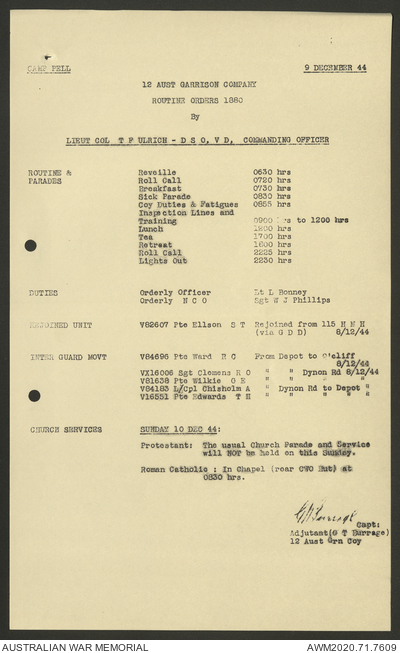 CAMP PELL 9 DECEMBER 44
12 AUST GARRISON COMPANY
ROUTINE ORDERS 1880
By
LIEUT COL T F ULRICH - D S O, V D, COMMANDING OFFICER
ROUTINE & PARADES
Reveille 0630 hrs
Roll Call 0720 hrs
Breakfast 0730 hrs
Sick Parade 0830 hrs
Coy Duties & Fatigues 0855 hrs
Inspection Lines and
Training 0900 hrs to 1200 hrs
Lunch 1200 hrs
Tea 1700 hrs
Retreat 1800 hrs
Roll Call 2225 hrs
Lights Out 2230 hrs
DUTIES Orderly Officer Lt L Bonney
Orderly N C O Sgt W J Phillips
REJOINED UNIT V82607 Pte Ellson S T Rejoined from 115 H M H
(via G D D) 8/12/44
INTER GUARD MOVT V84696 Pte Ward R C From Depot to O'cliff
8/12/44
VX16006 Sgt Clemens R O " " Dynon Rd 8/12/44
V81638 Pte Wilkie G E " " " "
V84183 L/Cpl Chisholm A " Dynon Rd to Depot "
V16551 Pte Edwards T H " " " " "
CHURCH SERVICES SUNDAY 10 DEC 44:
Protestant: The usual Church Parade and Service
will NOT be held on this Sunday.
Roman Catholic : In Chapel (rear CWO Hut) at
0830 hrs.
Capt:
Adjutant(G T Burrage)
12 Aust Grn Coy
AUSTRALIAN WAR MEMORIAL AWM2020.71.7609